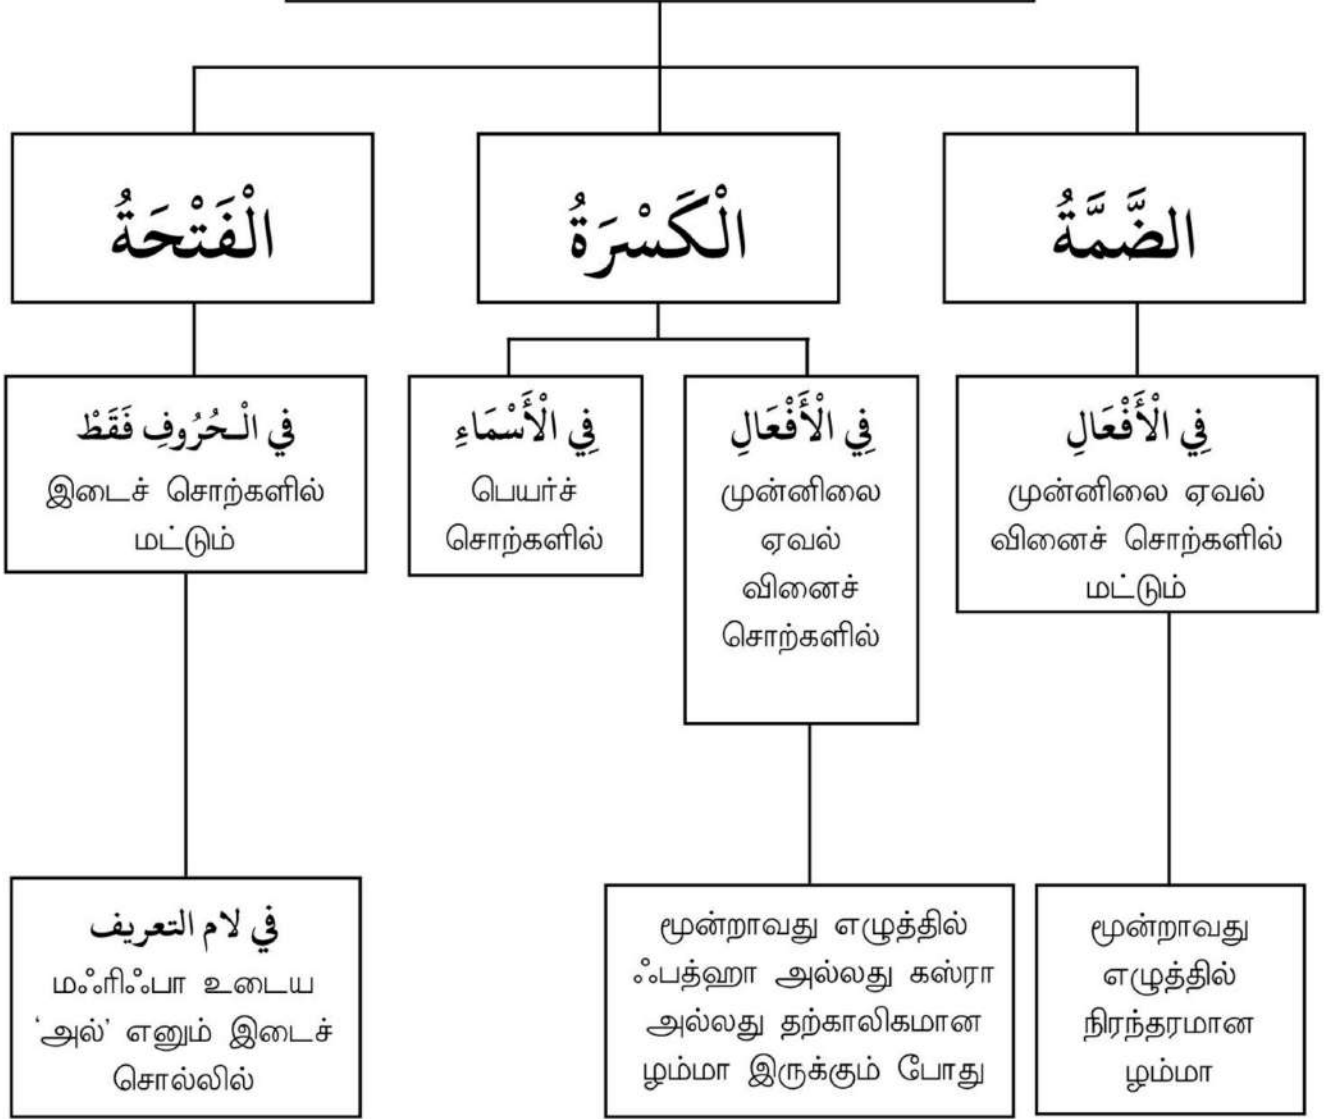 الْفَتْحَةُ
الْكَسْرَةُ
الضَّمَّةُ
فِي الْحُرُوفِ فَقَطْ
இடைச் சொற்களில்
மட்டும்
فِي الْأَسْمَاءِ
பெயர்ச்
சொற்களில்
فِي الْأَفْعَالِ
முன்னிலை
ஏவல்
வினைச்
சொற்களில்
فِي الْأَفْعَالِ
முன்னிலை ஏவல்
வினைச் சொற்களில்
மட்டும்
في لام التعريف
மஃரிஃபா உடைய
‘அல்’ எனும் இடைச்
சொல்லில்
மூன்றாவது எழுத்தில்
ஃபத்ஹா அல்லது கஸ்ரா
அல்லது தற்காலிகமான
ழம்மா இருக்கும் போது
மூன்றாவது
எழுத்தில்
நிரந்தரமான
ழம்மா